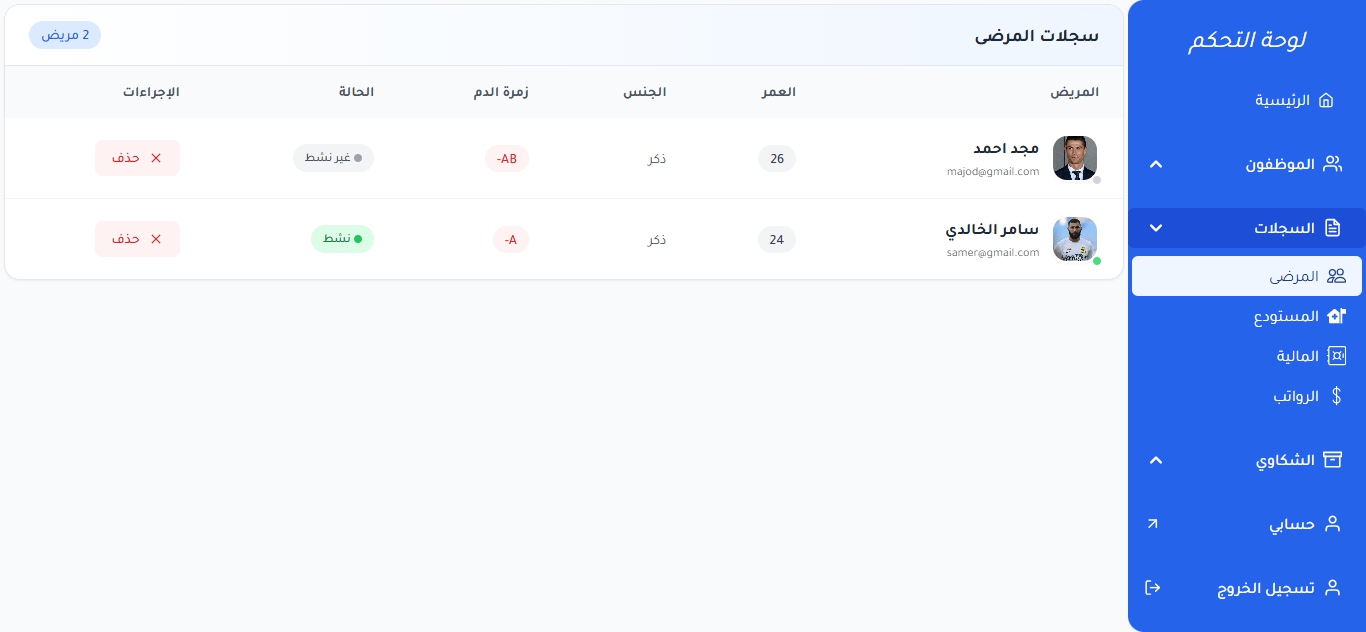 لوحة التحكم
الرئيسية
الموظفون
السجلات
المرضى
المستودع
المالية
الرواتب
الشكاوي
حسابي
تسجيل الخروج
سجلات المرضى
2 مريض
المريض العمر الجنس زمرة الدم الحالة الإجراءات
مجد احمد
majod@gmail.com
26 ذكر AB- غير نشط حذف
سامر الخالدي
samer@gmail.com
24 ذكر A- نشط حذف